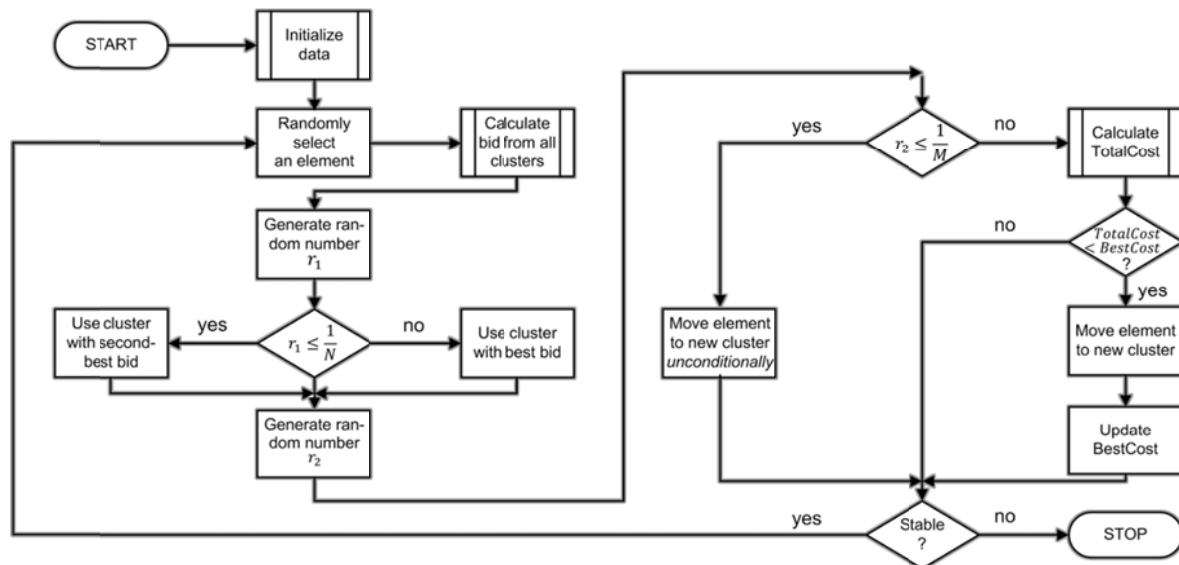 START
Initialize
data
Randomly
select
an element
Calculate
bid from all
clusters
Generate ran-
dom number
r₁
yes
no
Use cluster
with second-
best bid
r₁ ≤ 1/N
Use cluster
with best bid
Generate ran-
dom number
r₂
yes
no
r₂ ≤ 1/M
Calculate
TotalCost
no
TotalCost
< BestCost
?
yes
Move element
to new cluster
unconditionally
Move element
to new cluster
Update
BestCost
yes
no
Stable
?
STOP